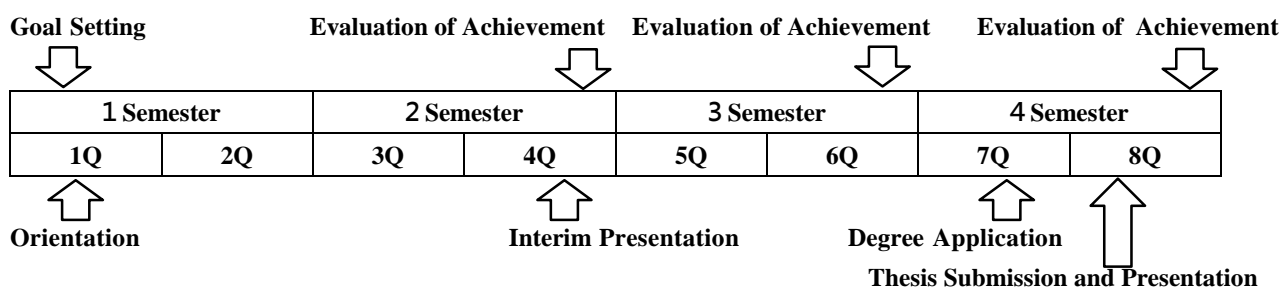 Goal Setting Evaluation of Achievement Evaluation of Achievement Evaluation of Achievement
1 Semester 2 Semester 3 Semester 4 Semester
1Q 2Q 3Q 4Q 5Q 6Q 7Q 8Q
Orientation Interim Presentation Degree Application
Thesis Submission and Presentation